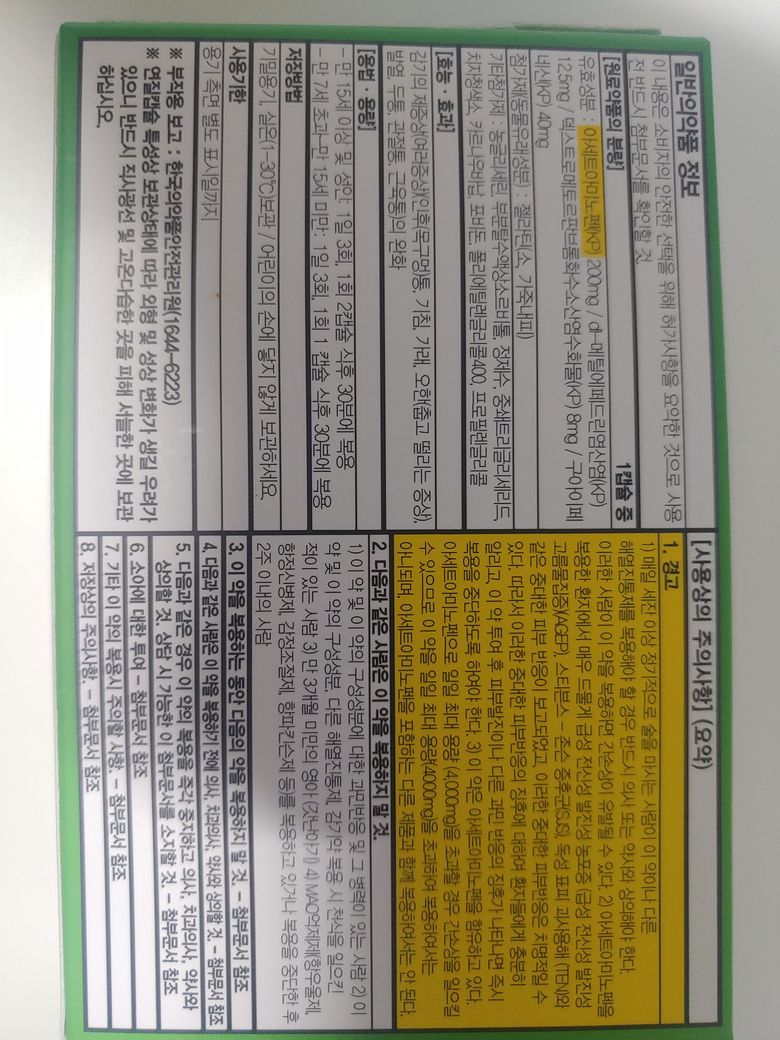 일반의약품 정보
이 내용은 소비자의 안전한 선택을 위해 허가사항을 요약한 것으로 사용
전 반드시 첨부문서를 확인할 것.
[원료약품의 분량] 1캡슐 중
유효성분 : 아세트아미노펜(KP) 200mg / dl-메틸에페드린염산염(KP)
12.5mg / 덱스트로메토르판브롬화수소산염수화물(KP) 8mg / 구아이페
네신(KP) 40mg
첨가제(동물유래성분) : 젤라틴(소, 가죽내피)
기타첨가제 : 농글리세린, 부분탈수액상소르비톨, 정제수, 중쇄트리글리세리드,
치자청색소, 카르나우바납, 포비돈, 폴리에틸렌글리콜400, 프로필렌글리콜
[효능 · 효과]
감기의 제증상(여러증상)인후(목구멍)통, 기침, 가래, 오한(춥고 떨리는 증상),
발열, 두통, 관절통, 근육통의 완화
[용법 · 용량]
- 만 15세 이상 및 성인: 1일 3회, 1회 2캡슐 식후 30분에 복용
- 만 7세 초과~만 15세 미만: 1일 3회, 1회 1 캡슐 식후 30분에 복용
저장방법
기밀용기, 실온(1~30℃)보관 / 어린이의 손에 닿지 않게 보관하세요.
사용기한
용기 측면 별도 표시일까지
※ 부작용 보고 : 한국의약품안전관리원(1644-6223)
※ 연질캡슐 특성상 보관상태에 따라 외형 및 성상 변화가 생길 우려가
있으니 반드시 직사광선 및 고온다습한 곳을 피해 서늘한 곳에 보관
하십시오.
[사용상의 주의사항] (요약)
1. 경고
1) 매일 세잔 이상 정기적으로 술을 마시는 사람이 이 약이나 다른
해열진통제를 복용해야 할 경우 반드시 의사 또는 약사와 상의해야 한다.
이러한 사람이 이 약을 복용하면 간손상이 유발될 수 있다. 2) 아세트아미노펜을
복용한 환자에서 매우 드물게 급성 전신성 발진성 농포증 (급성 전신성 발진성
고름물집증)(AGEP), 스티븐스 - 존슨 증후군(SJS), 독성 표피 괴사용해 (TEN)와
같은 중대한 피부 반응이 보고되었고, 이러한 중대한 피부반응은 치명적일 수
있다. 따라서 이러한 중대한 피부반응의 징후에 대하여 환자들에게 충분히
알리고, 이 약 투여 후 피부발진이나 다른 과민 반응의 징후가 나타나면 즉시
복용을 중단하도록 하여야 한다. 3) 이 약은 아세트아미노펜을 함유하고 있다.
아세트아미노펜으로 일일 최대 용량 (4,000mg)을 초과할 경우 간손상을 일으킬
수 있으므로 이 약을 일일 최대 용량(4000mg)을 초과하여 복용하여서는
아니되며, 아세트아미노펜을 포함하는 다른 제품과 함께 복용하여서는 안 된다.
2. 다음과 같은 사람은 이 약을 복용하지 말 것.
1) 이 약 및 이 약의 구성성분에 대한 과민반응 및 그 병력이 있는 사람 2) 이
약 및 이 약의 구성성분, 다른 해열진통제, 감기약 복용 시 천식을 일으킨
적이 있는 사람 3) 만 3개월 미만의 영아 (갓난아기) 4) MAO억제제(항우울제,
항정신병제, 감정조절제, 항파킨슨제 등)를 복용하고 있거나 복용을 중단한 후
2주 이내의 사람
3. 이 약을 복용하는 동안 다음의 약을 복용하지 말 것. - 첨부문서 참조
4. 다음과 같은 사람은 이 약을 복용하기 전에 의사, 치과의사, 약사와 상의할 것. - 첨부문서 참조
5. 다음과 같은 경우 이 약의 복용을 즉각 중지하고 의사, 치과의사, 약사와
상의할 것. 상담 시 가능한 이 첨부문서를 소지할 것. - 첨부문서 참조
6. 소아에 대한 투여 - 첨부문서 참조
7. 기타 이 약의 복용시 주의할 사항. - 첨부문서 참조
8. 저장상의 주의사항. - 첨부문서 참조